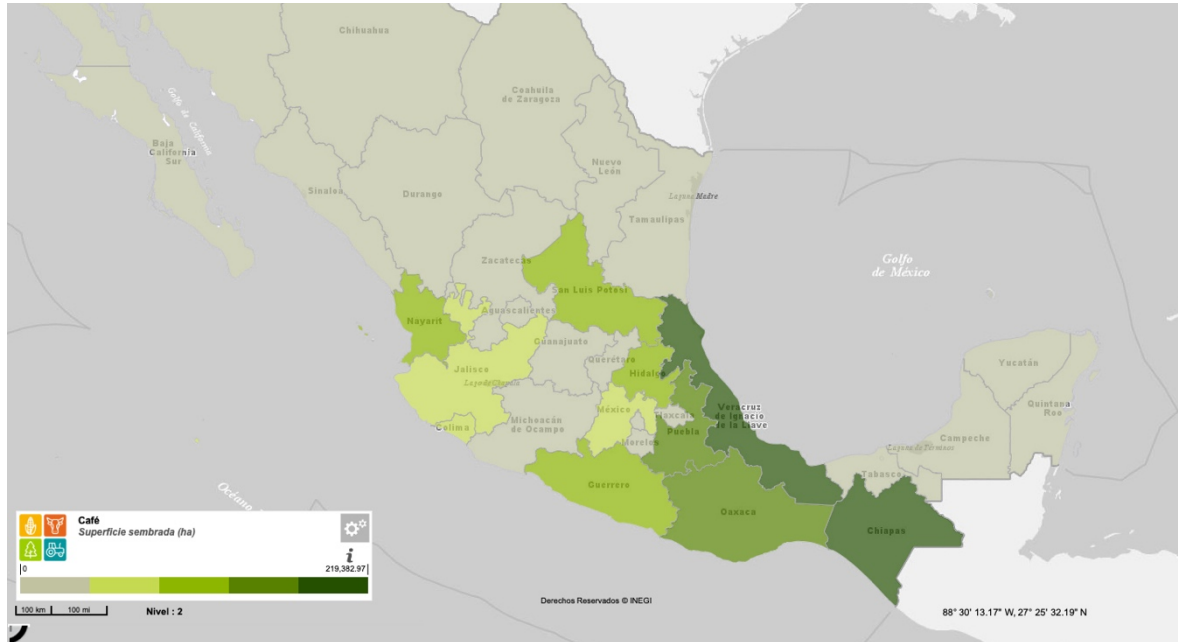 Chihuahua
Coahuila
de Zaragoza
Golfo de California
Baja
California
Sur
Nuevo
León
Sinaloa
Durango
Laguna Madre
Tamaulipas
Zacatecas
Golfo
de México
San Luis Potosí
Aguascalientes
Nayarit
Guanajuato
Querétaro
Yucatán
Jalisco
Hidalgo
Quintana
Roo
México
Tlaxcala
Veracruz
de Ignacio
de la Llave
Colima
Michoacán
de Ocampo
Morelos
Puebla
Campeche
Laguna de Términos
Tabasco
Guerrero
Oaxaca
Chiapas
Océano
Café
Superficie sembrada (ha)
i
0
219,382.97
100 km
100 mi
Nivel : 2
Derechos Reservados © INEGI
88° 30' 13.17" W, 27° 25' 32.19" N